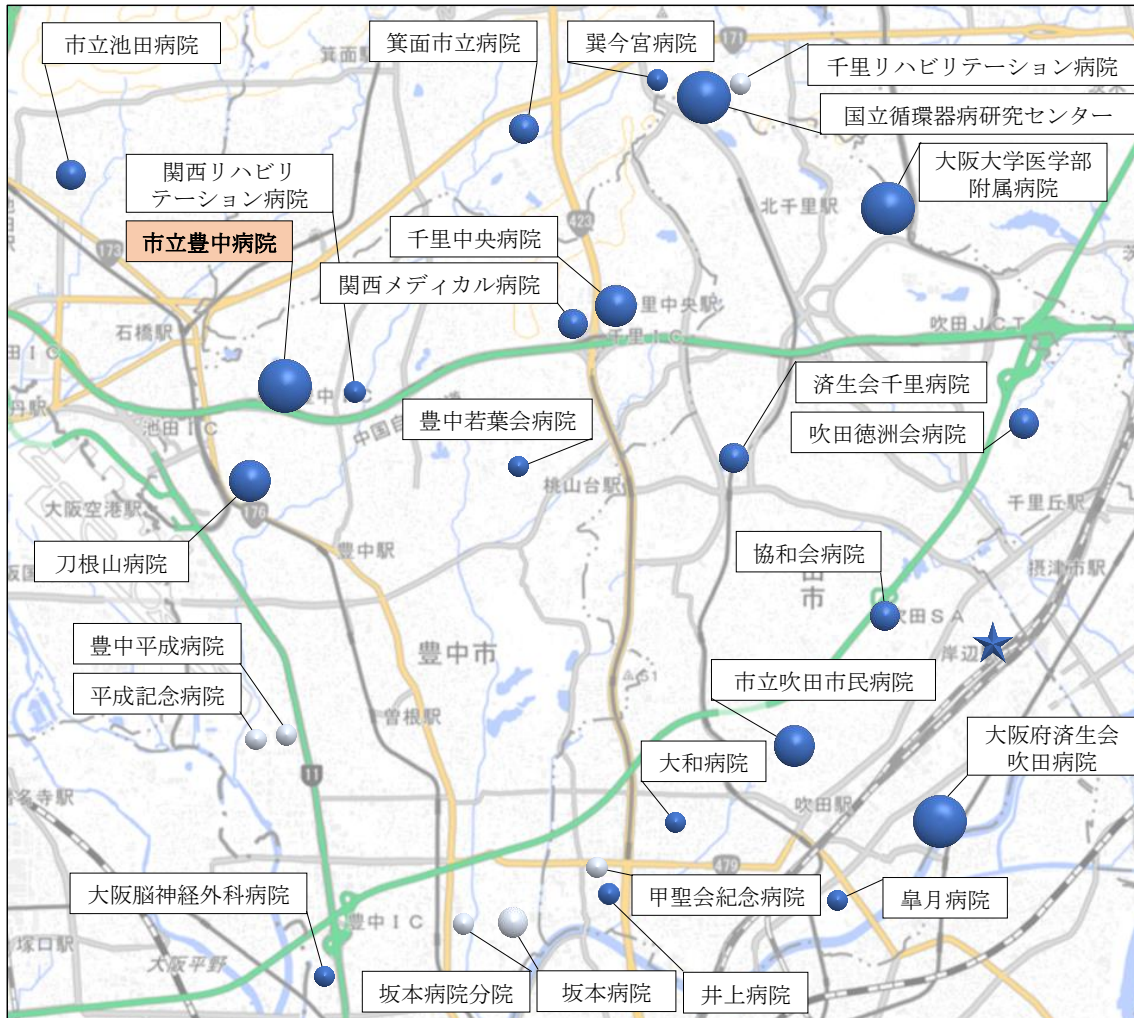 市立池田病院
箕面市立病院
巽今宮病院
171
千里リハビリテーション病院
箕面駅
国立循環器病研究センター
関西リハビリ
テーション病院
大阪大学医学部
附属病院
北千里駅
市立豊中病院
173
423
千里中央病院
関西メディカル病院
里中央駅
石橋駅
千里IC
吹田JCT
済生会千里病院
池田IC
豊中若葉会病院
吹田徳洲会病院
桃山台駅
千里丘駅
大阪空港駅
176
豊中駅
刀根山病院
協和会病院
摂津市駅
吹田SA
岸辺
豊中平成病院
豊中市
市立吹田市民病院
平成記念病院
曽根駅
大阪府済生会
吹田病院
大和病院
11
吹田駅
479
大阪脳神経外科病院
甲聖会紀念病院
皐月病院
豊中IC
塚口駅
大阪平野
坂本病院分院
坂本病院
井上病院